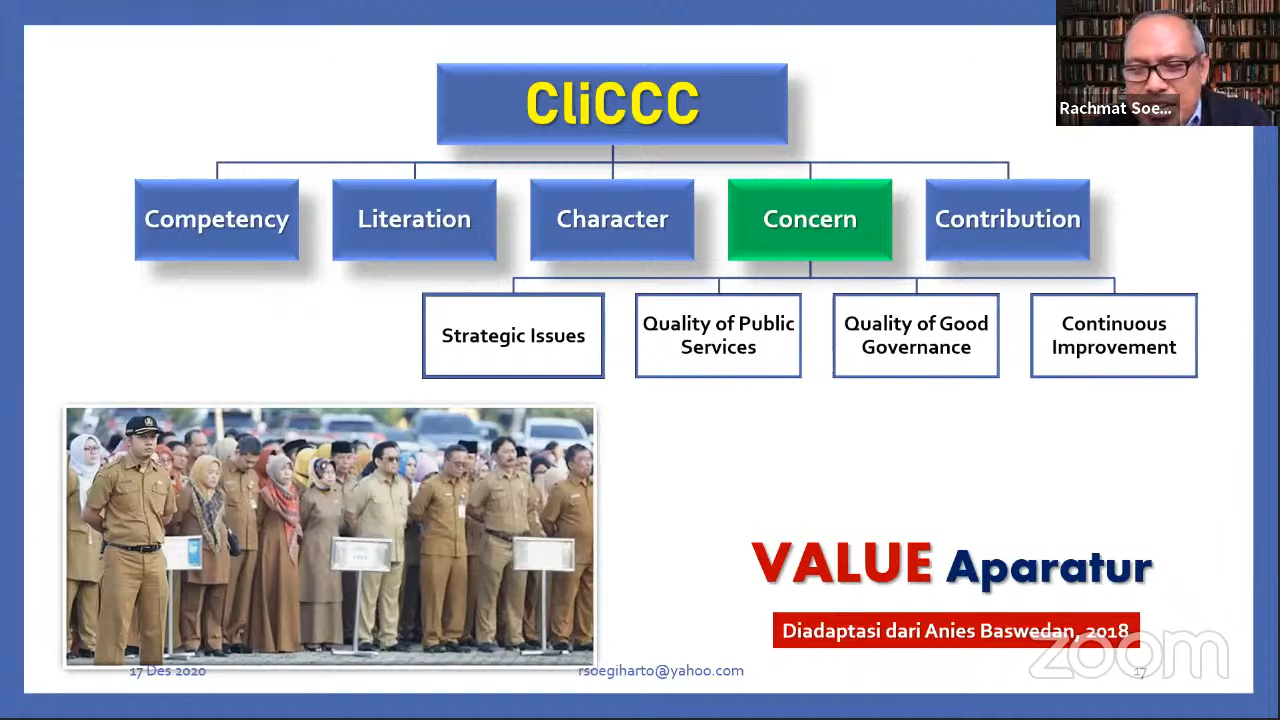 CliCCC
Rachmat Soe...
Competency
Literation
Character
Concern
Contribution
Strategic Issues
Quality of Public
Services
Quality of Good
Governance
Continuous
Improvement
VALUE Aparatur
Diadaptasi dari Anies Baswedan, 2018
zoom
17 Des 2020
rsoegiharto@yahoo.com
17